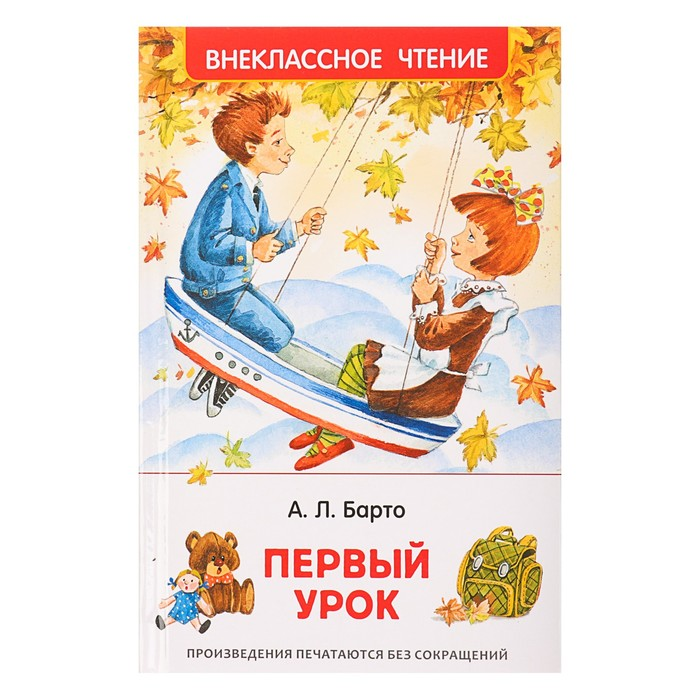 ВНЕКЛАССНОЕ ЧТЕНИЕ
А. Л. Барто
ПЕРВЫЙ
УРОК
ПРОИЗВЕДЕНИЯ ПЕЧАТАЮТСЯ БЕЗ СОКРАЩЕНИЙ